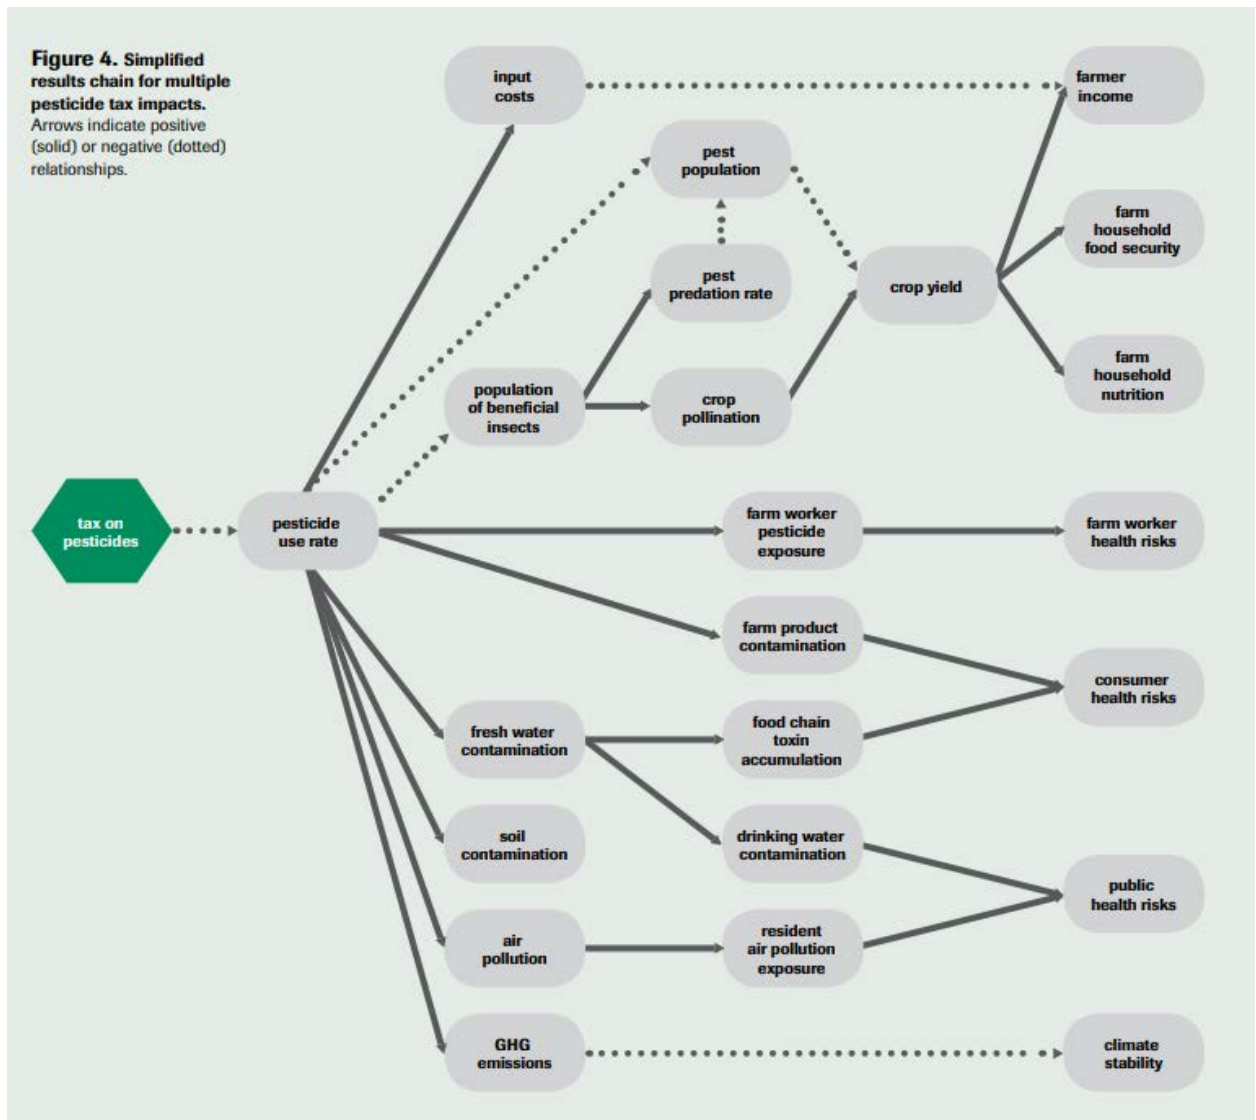 Figure 4. Simplified
results chain for multiple
pesticide tax impacts.
Arrows indicate positive
(solid) or negative (dotted)
relationships.
input
costs
farmer
income
pest
population
farm
household
food security
pest
predation rate
crop yield
farm
household
nutrition
population
of beneficial
insects
crop
pollination
tax on
pesticides
pesticide
use rate
farm worker
pesticide
exposure
farm worker
health risks
farm product
contamination
consumer
health risks
fresh water
contamination
food chain
toxin
accumulation
soil
contamination
drinking water
contamination
public
health risks
air
pollution
resident
air pollution
exposure
GHG
emissions
climate
stability